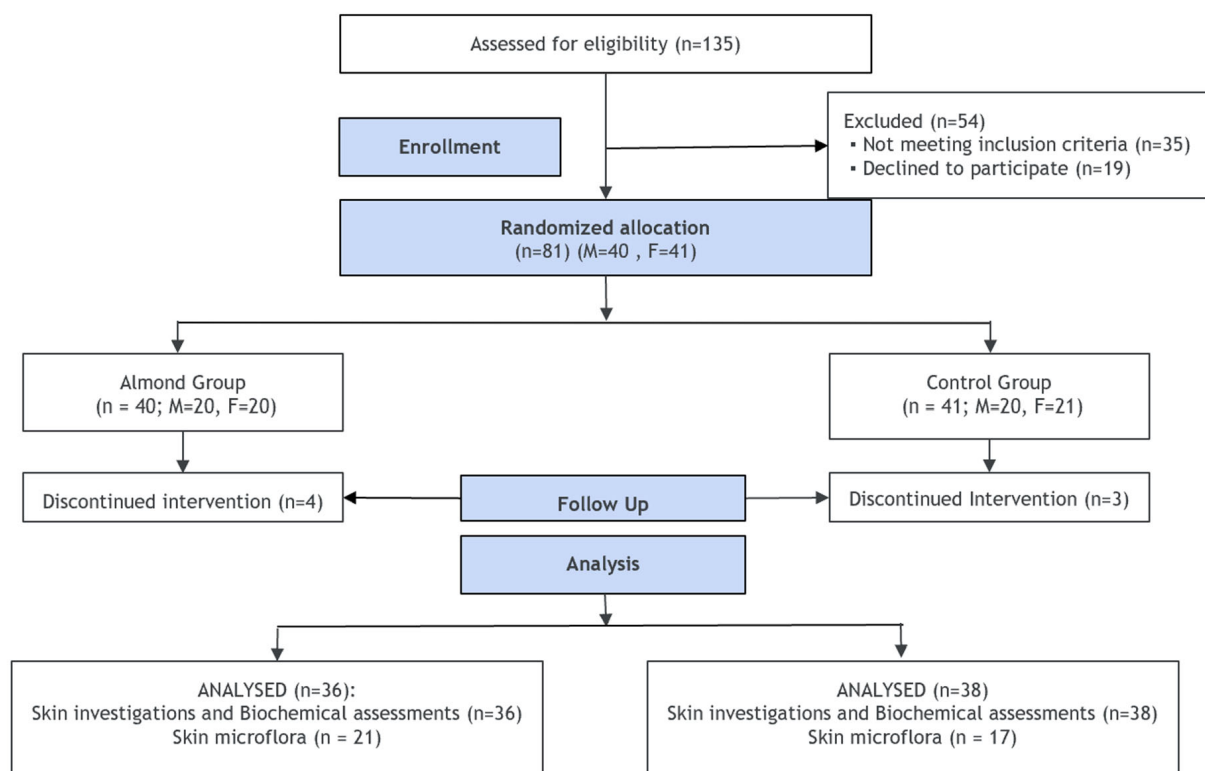 Assessed for eligibility (n=135)
Enrollment
Excluded (n=54)
▪ Not meeting inclusion criteria (n=35)
▪ Declined to participate (n=19)
Randomized allocation
(n=81) (M=40 , F=41)
Almond Group
(n = 40; M=20, F=20)
Control Group
(n = 41; M=20, F=21)
Discontinued intervention (n=4)
Follow Up
Discontinued Intervention (n=3)
Analysis
ANALYSED (n=36):
Skin investigations and Biochemical assessments (n=36)
Skin microflora (n = 21)
ANALYSED (n=38)
Skin investigations and Biochemical assessments (n=38)
Skin microflora (n = 17)